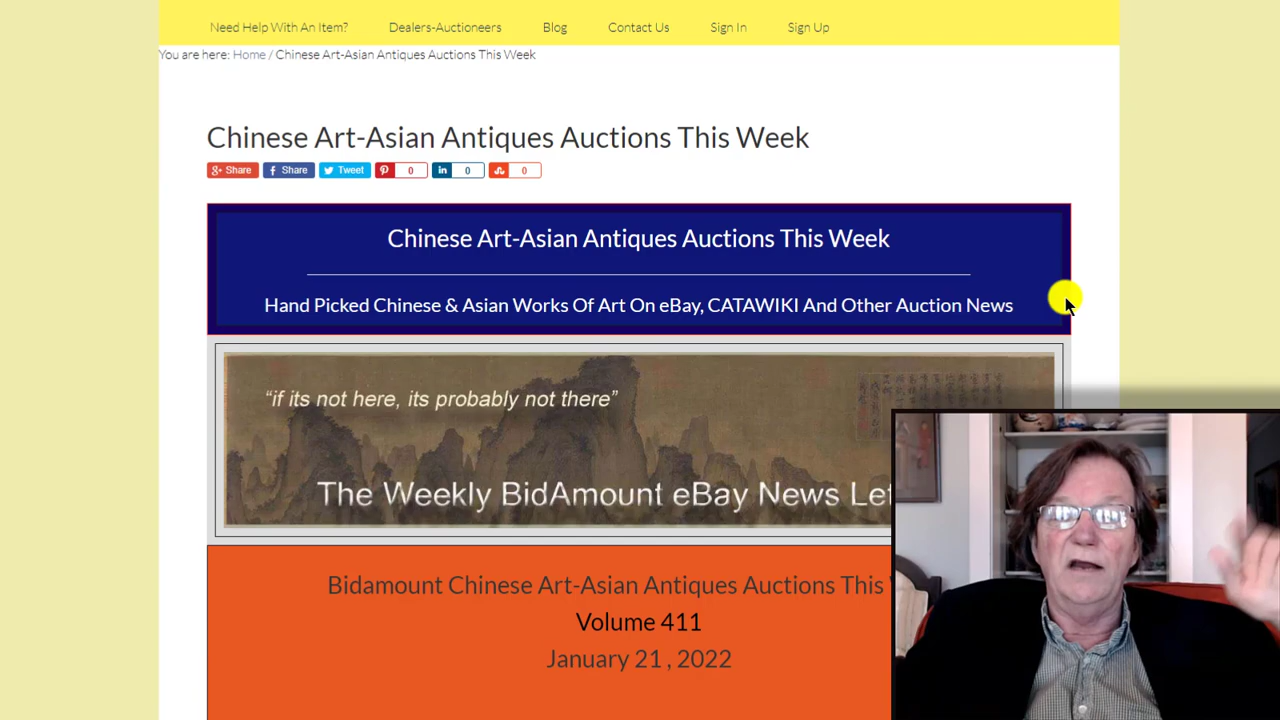 Need Help With An Item? Dealers-Auctioneers Blog Contact Us Sign In Sign Up
You are here: Home / Chinese Art-Asian Antiques Auctions This Week
Chinese Art-Asian Antiques Auctions This Week
Share Share Tweet 0 in 0 0
Chinese Art-Asian Antiques Auctions This Week
Hand Picked Chinese & Asian Works Of Art On eBay, CATAWIKI And Other Auction News
"if its not here, its probably not there"
The Weekly BidAmount eBay News Let
Bidamount Chinese Art-Asian Antiques Auctions This
Volume 411
January 21 , 2022